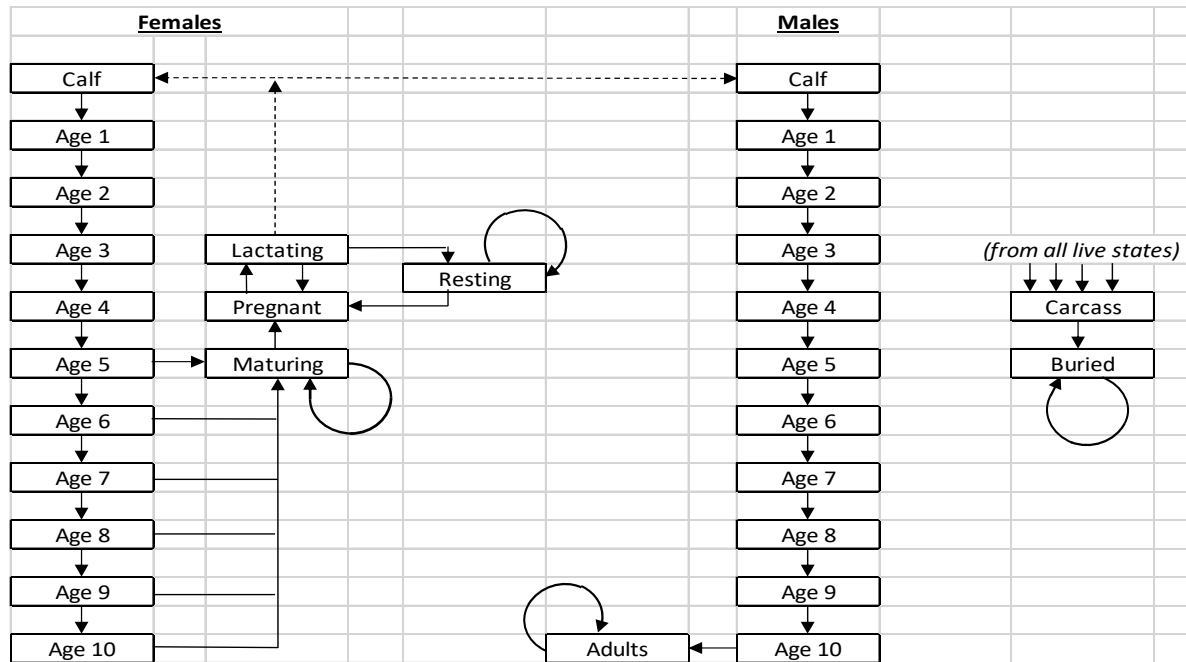 Females Males
Calf Calf
Age 1 Age 1
Age 2 Age 2
Age 3 Lactating Age 3 (from all live states)
Resting
Age 4 Pregnant Age 4 Carcass
Age 5 Maturing Age 5 Buried
Age 6 Age 6
Age 7 Age 7
Age 8 Age 8
Age 9 Age 9
Age 10 Adults Age 10